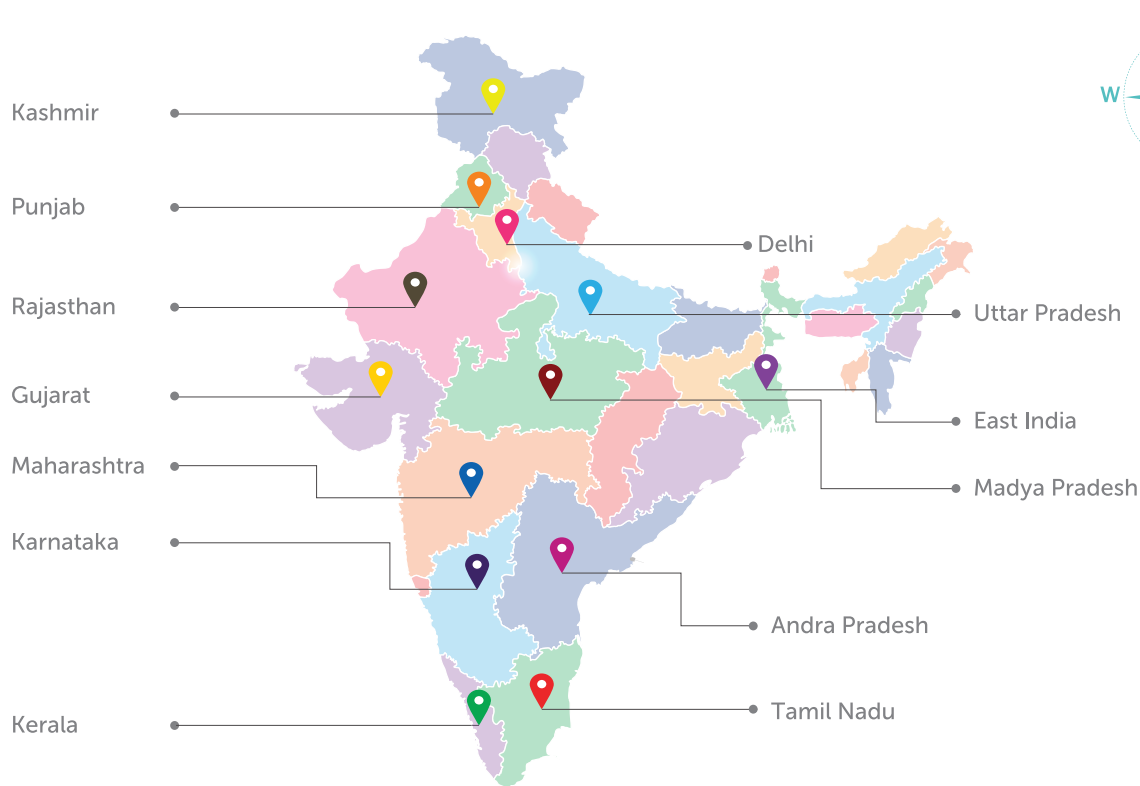 Kashmir
W
Punjab
Delhi
Rajasthan
Uttar Pradesh
Gujarat
East India
Maharashtra
Madya Pradesh
Karnataka
Andra Pradesh
Kerala
Tamil Nadu